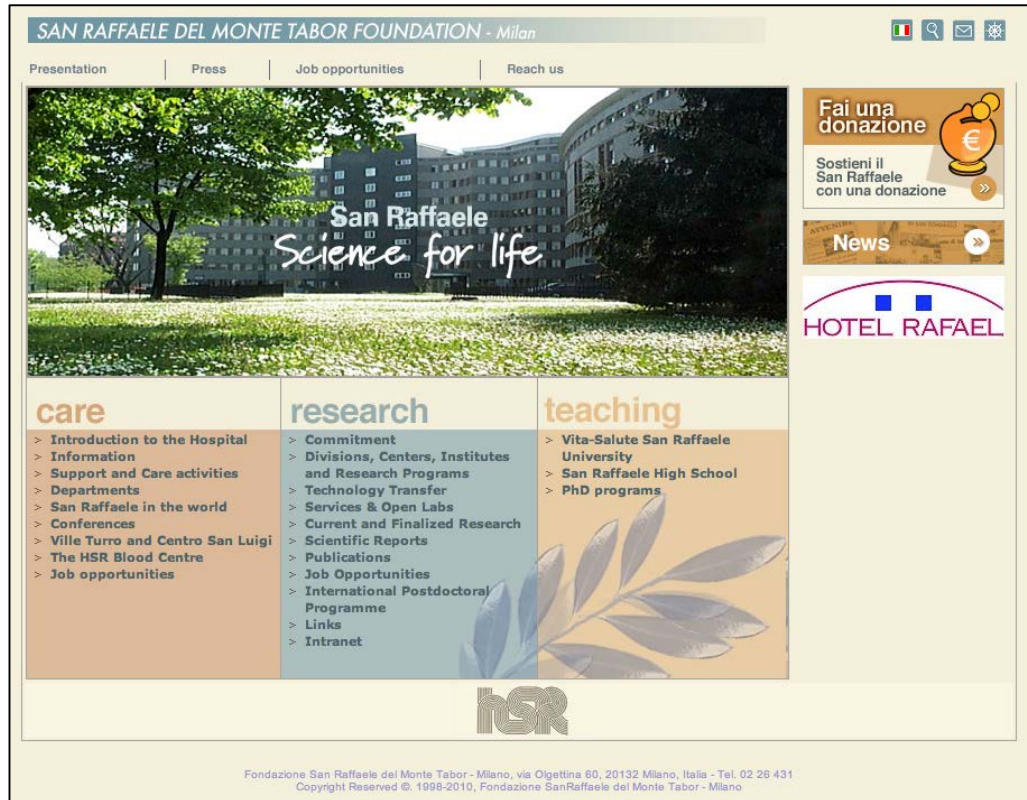 SAN RAFFAELE DEL MONTE TABOR FOUNDATION - Milan
Presentation
Press
Job opportunities
Reach us
San Raffaele
Science for life
Fai una
donazione
€
Sostieni il
San Raffaele
con una donazione
News
HOTEL RAFAEL
care
> Introduction to the Hospital
> Information
> Support and Care activities
> Departments
> San Raffaele in the world
> Conferences
> Ville Turro and Centro San Luigi
> The HSR Blood Centre
> Job opportunities
research
> Commitment
> Divisions, Centers, Institutes
and Research Programs
> Technology Transfer
> Services & Open Labs
> Current and Finalized Research
> Scientific Reports
> Publications
> Job Opportunities
> International Postdoctoral
Programme
> Links
> Intranet
teaching
> Vita-Salute San Raffaele
University
> San Raffaele High School
> PhD programs
hSR
Fondazione San Raffaele del Monte Tabor - Milano, via Olgettina 60, 20132 Milano, Italia - Tel. 02 26 431
Copyright Reserved ©. 1998-2010, Fondazione SanRaffaele del Monte Tabor - Milano